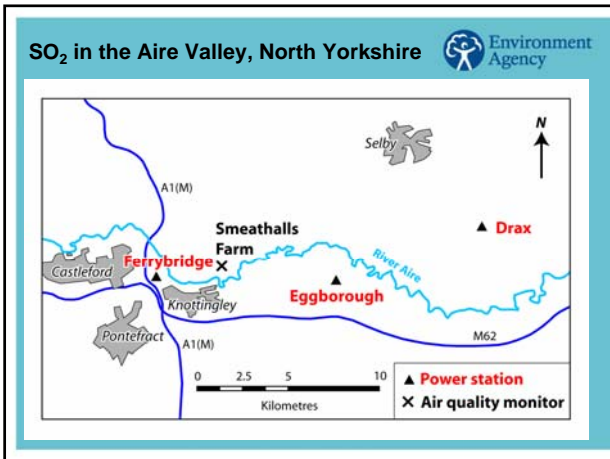 SO₂ in the Aire Valley, North Yorkshire
Environment
Agency
N
Selby
A1(M)
Smeathalls
Farm
Drax
Ferrybridge
River Aire
Castleford
Eggborough
Knottingley
Pontefract
A1(M)
M62
0 2.5 5 10
Kilometres
Power station
Air quality monitor